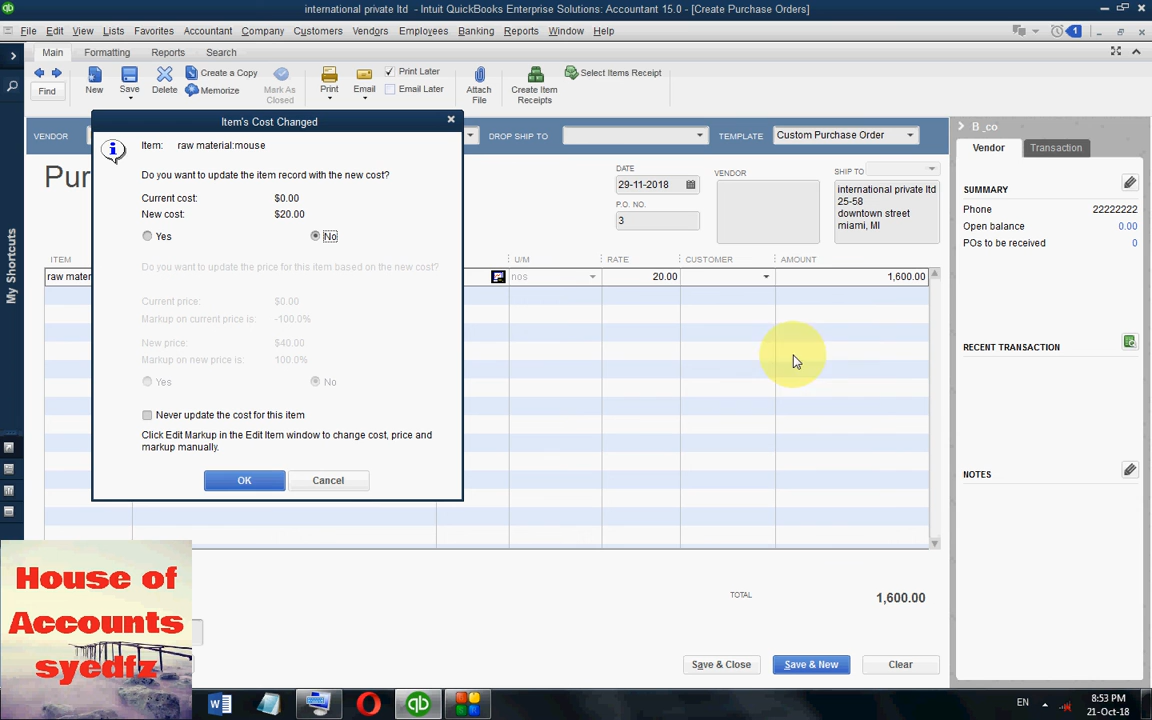 international private ltd - Intuit QuickBooks Enterprise Solutions: Accountant 15.0 - [Create Purchase Orders]
File Edit View Lists Favorites Accountant Company Customers Vendors Employees Banking Reports Window Help
1
Main Formatting Reports Search
Find
New
Save
Delete
Create a Copy
Memorize
Mark As
Closed
Print
Email
Print Later
Email Later
Attach
File
Create Item
Receipts
Select Items Receipt
VENDOR
DROP SHIP TO
TEMPLATE Custom Purchase Order
Pur
DATE
29-11-2018
P.O. NO.
3
VENDOR
SHIP TO
international private ltd
25-58
downtown street
miami, MI
ITEM U/M RATE CUSTOMER AMOUNT
raw mater nos 20.00 1,600.00
TOTAL 1,600.00
Save & Close Save & New Clear
Item's Cost Changed
Item: raw material:mouse
Do you want to update the item record with the new cost?
Current cost: $0.00
New cost: $20.00
Yes No
Do you want to update the price for this item based on the new cost?
Current price: $0.00
Markup on current price is: -100.0%
New price: $40.00
Markup on new price is: 100.0%
Yes No
Never update the cost for this item
Click Edit Markup in the Edit Item window to change cost, price and
markup manually.
OK Cancel
B _co
Vendor Transaction
SUMMARY
Phone 22222222
Open balance 0.00
POs to be received 0
RECENT TRANSACTION
NOTES
My Shortcuts
House of
Accounts
syedfz
EN
8:53 PM
21-Oct-18